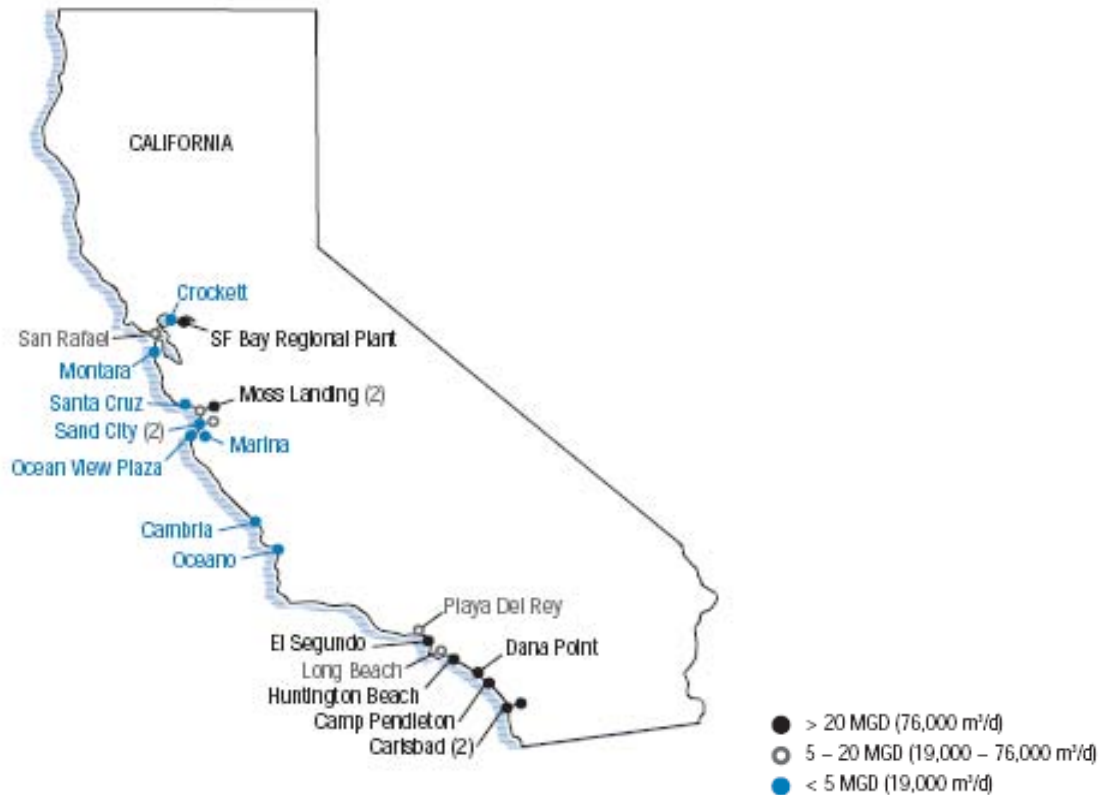 CALIFORNIA
Crockett
San Rafael
SF Bay Regional Plant
Montara
Moss Landing (2)
Santa Cruz
Sand City (2)
Marina
Ocean View Plaza
Cambria
Oceano
Playa Del Rey
El Segundo
Dana Point
Long Beach
Huntington Beach
Camp Pendleton
Carlsbad (2)
> 20 MGD (76,000 m³/d)
5 – 20 MGD (19,000 – 76,000 m³/d)
< 5 MGD (19,000 m³/d)